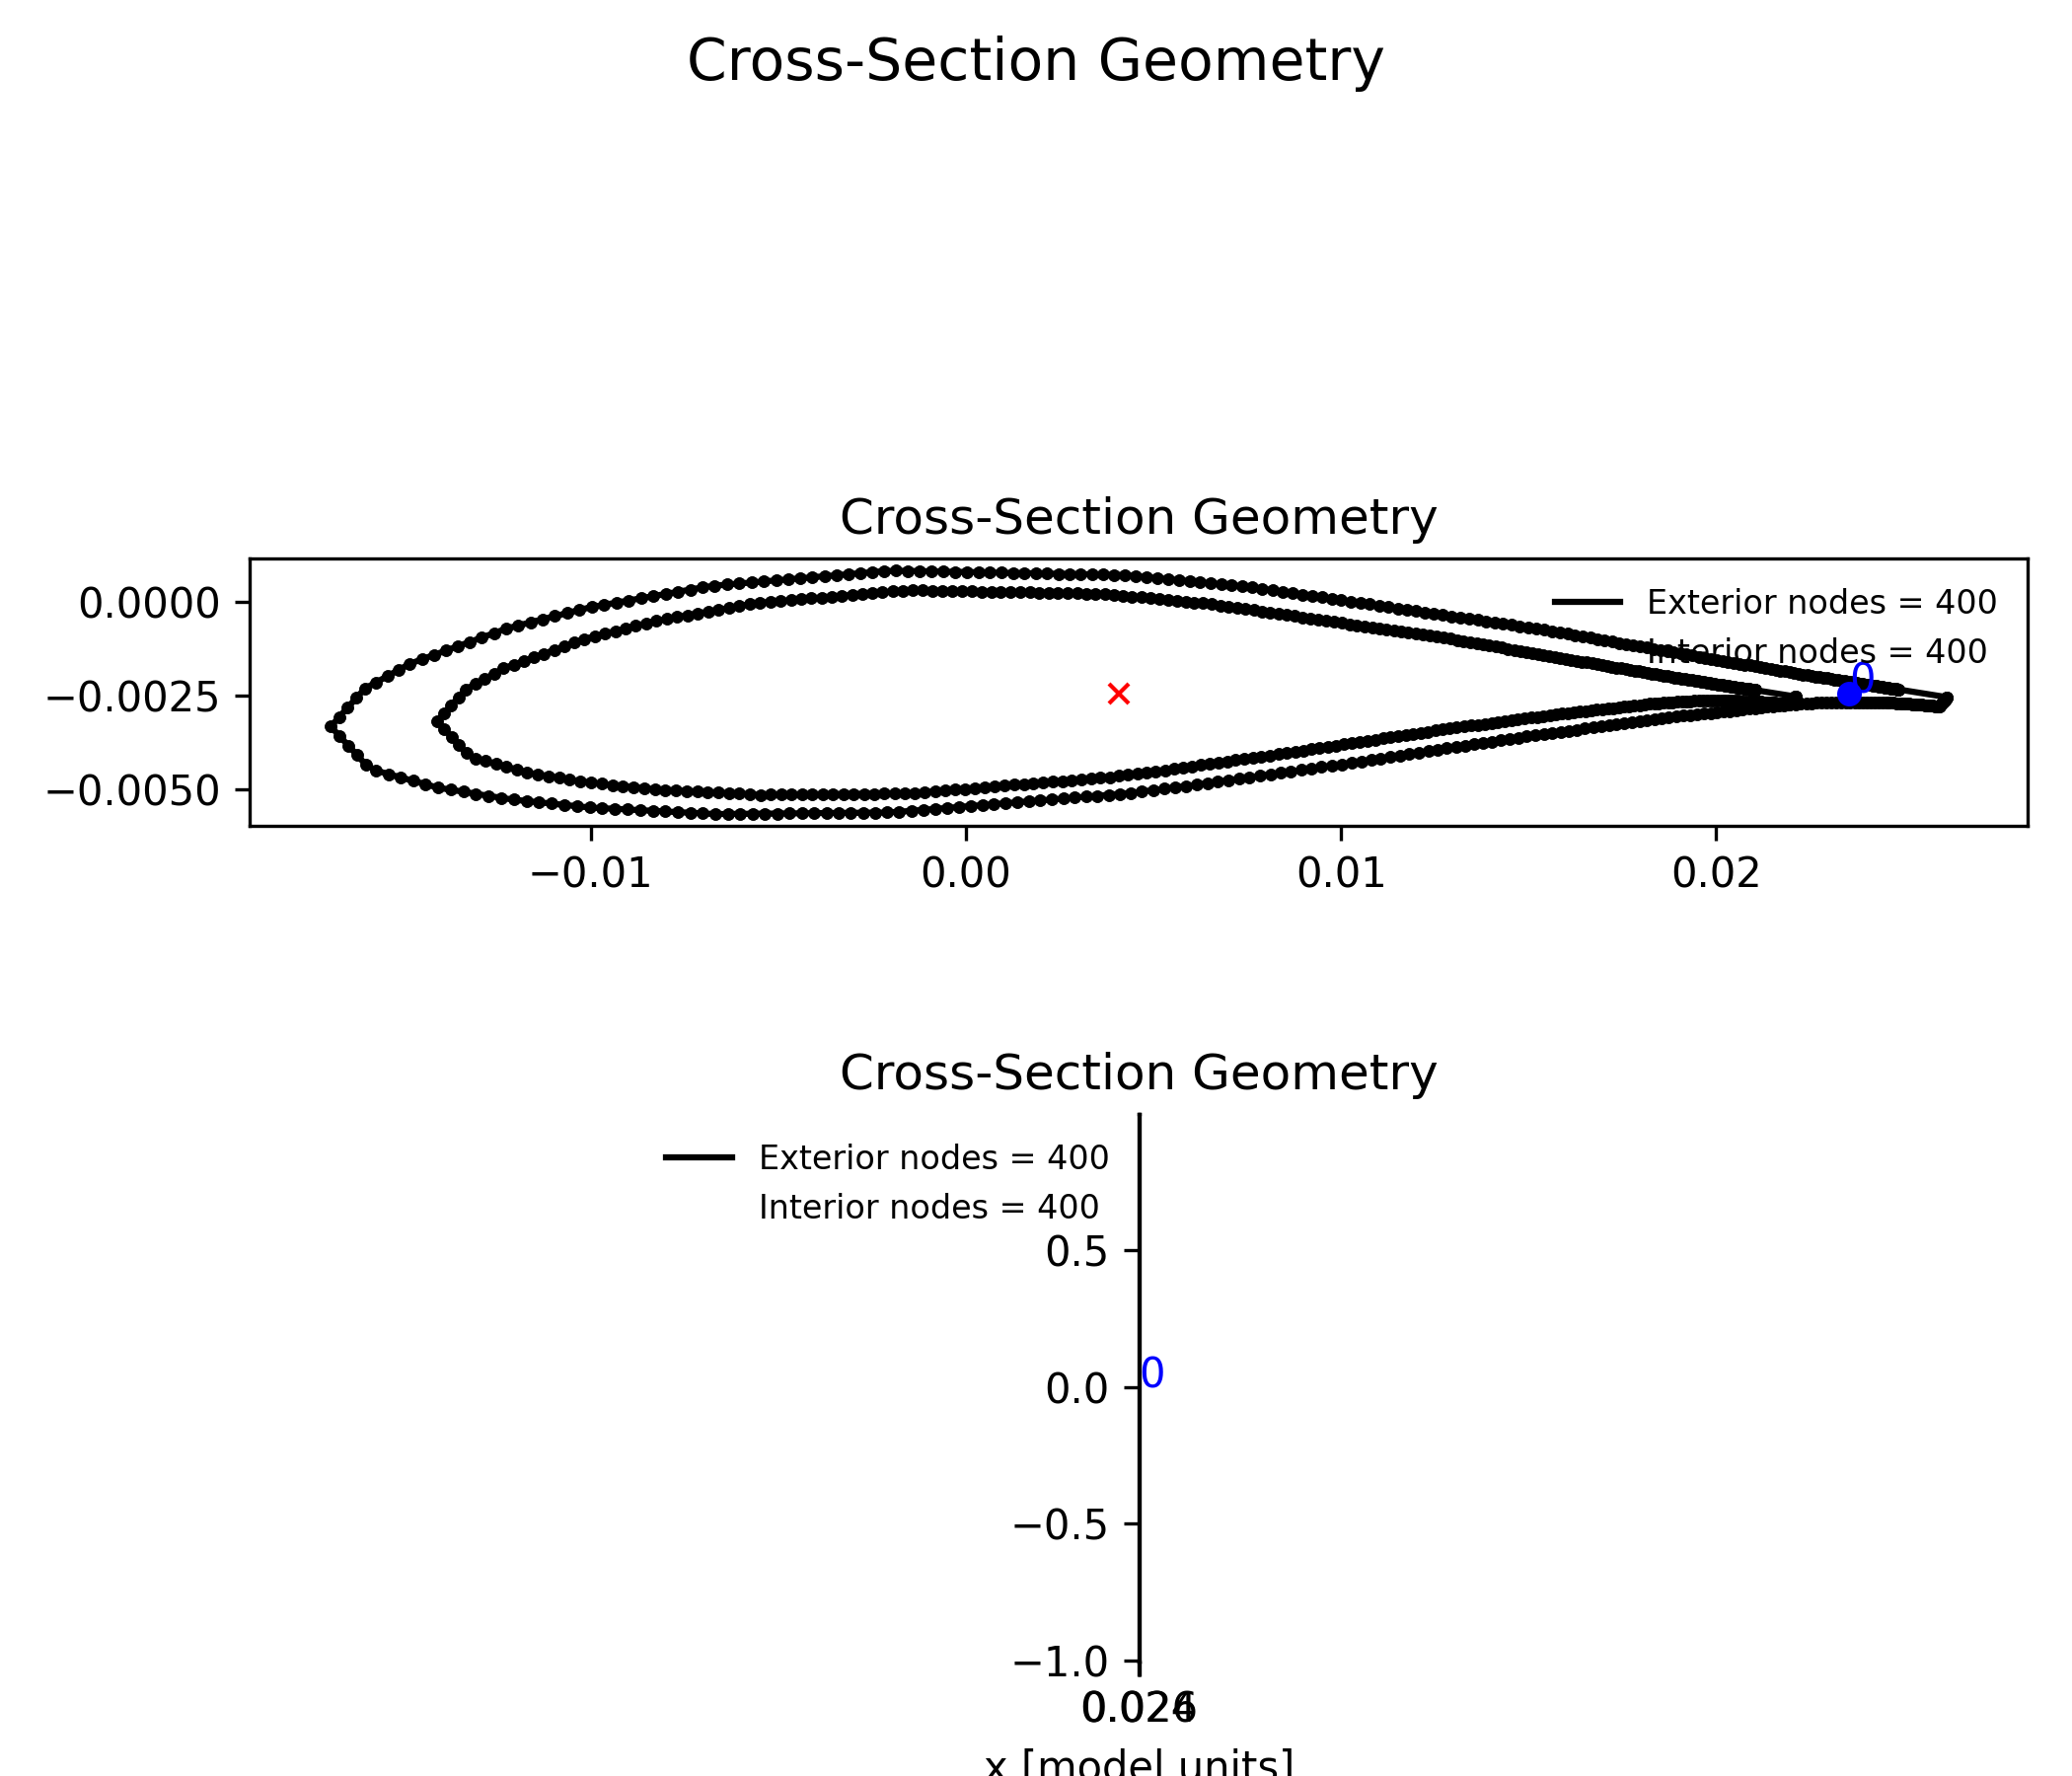 Cross-Section Geometry
Cross-Section Geometry
0.0000
−0.0025
−0.0050
Exterior nodes = 400
Interior nodes = 400
0
−0.01
0.00
0.01
0.02
Cross-Section Geometry
Exterior nodes = 400
Interior nodes = 400
0.5
0.0
−0.5
−1.0
0
x [model units]